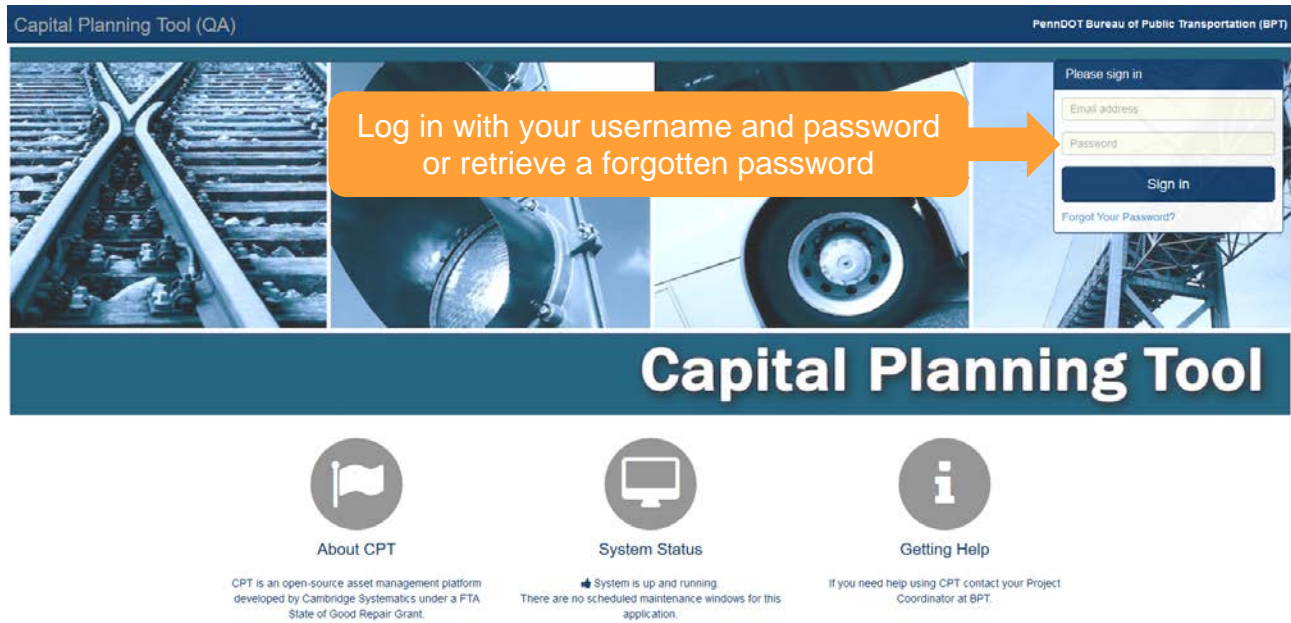 Capital Planning Tool (QA)
PennDOT Bureau of Public Transportation (BPT)
Please sign in
Email address
Password
Sign in
Forgot Your Password?
Log in with your username and password
or retrieve a forgotten password
Capital Planning Tool
About CPT
CPT is an open-source asset management platform
developed by Cambridge Systematics under a FTA
State of Good Repair Grant.
System Status
System is up and running.
There are no scheduled maintenance windows for this
application.
Getting Help
If you need help using CPT contact your Project
Coordinator at BPT.